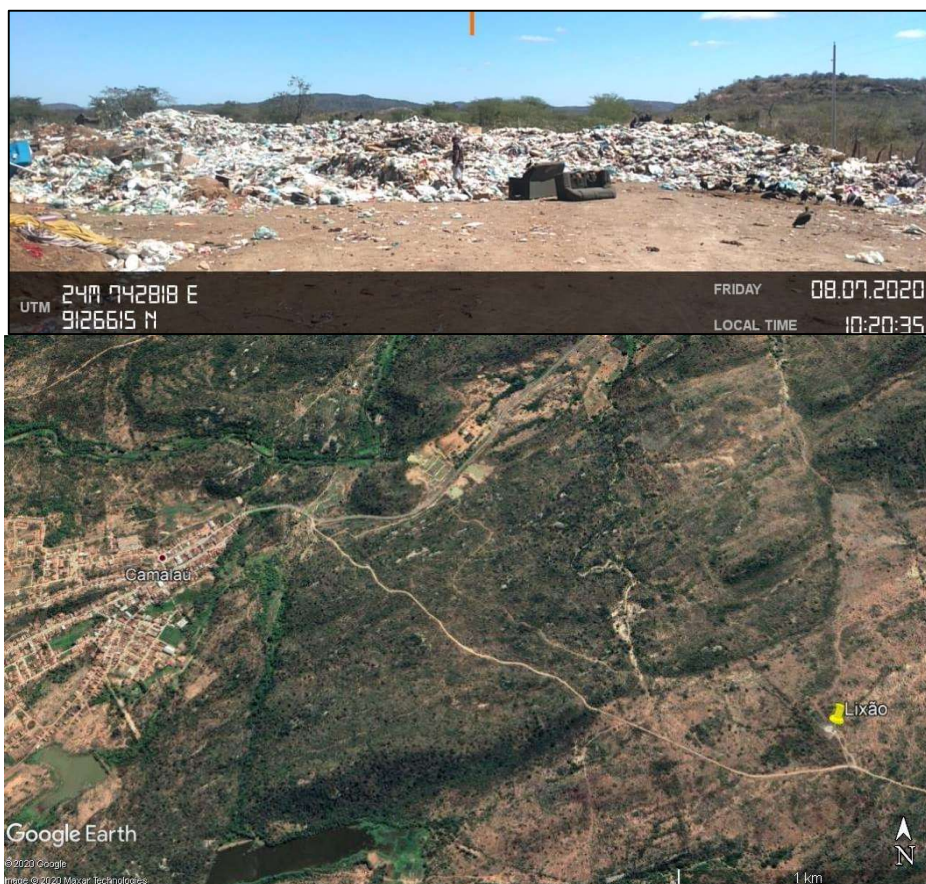 UTM
24M 742818 E
9126615 N
FRIDAY 08.07.2020
LOCAL TIME 10:20:35
Camalaú
Lixão
Google Earth
N
© 2020 Google
Image © 2020 Maxar Technologies
1 km